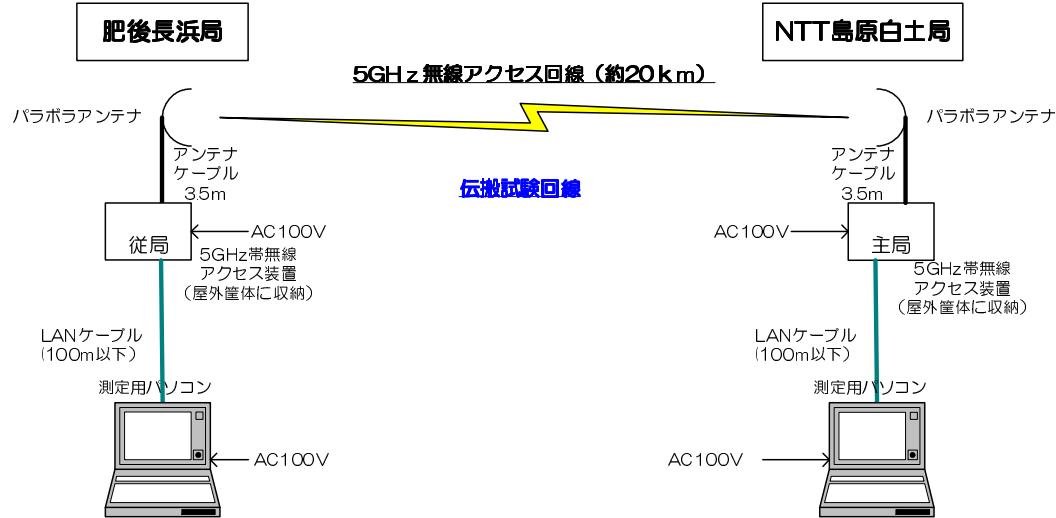 肥後長浜局
NTT島原白土局
5GHz無線アクセス回線（約20km）
パラボラアンテナ
パラボラアンテナ
アンテナ
ケーブル
3.5m
アンテナ
ケーブル
3.5m
伝搬試験回線
従局
AC100V
AC100V
主局
5GHz帯無線
アクセス装置
（屋外筐体に収納）
5GHz帯無線
アクセス装置
（屋外筐体に収納）
LANケーブル
(100m以下)
LANケーブル
(100m以下)
測定用パソコン
測定用パソコン
AC100V
AC100V